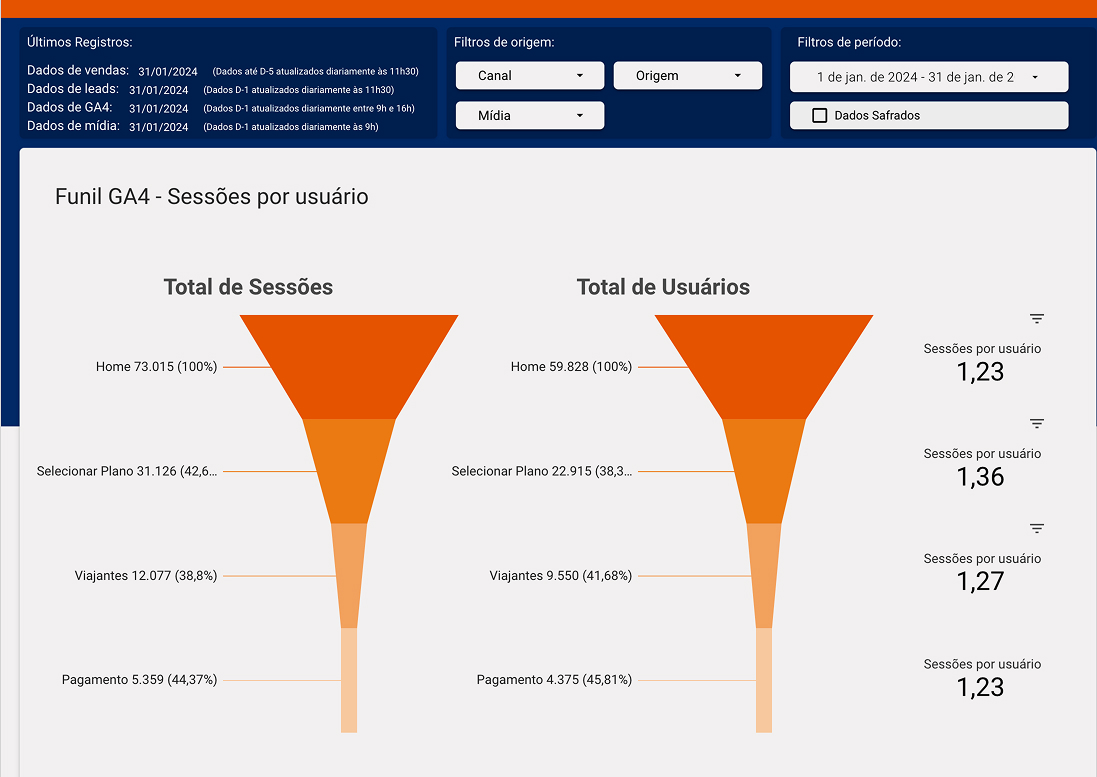 Últimos Registros:
Dados de vendas: 31/01/2024 (Dados até D-5 atualizados diariamente às 11h30)
Dados de leads: 31/01/2024 (Dados D-1 atualizados diariamente às 11h30)
Dados de GA4: 31/01/2024 (Dados D-1 atualizados diariamente entre 9h e 16h)
Dados de mídia: 31/01/2024 (Dados D-1 atualizados diariamente às 9h)
Filtros de origem:
Canal
Origem
Mídia
Filtros de período:
1 de jan. de 2024 - 31 de jan. de 2
Dados Safrados
Funil GA4 - Sessões por usuário
Total de Sessões
Home 73.015 (100%)
Selecionar Plano 31.126 (42,6...
Viajantes 12.077 (38,8%)
Pagamento 5.359 (44,37%)
Total de Usuários
Home 59.828 (100%)
Selecionar Plano 22.915 (38,3...
Viajantes 9.550 (41,68%)
Pagamento 4.375 (45,81%)
Sessões por usuário
1,23
Sessões por usuário
1,36
Sessões por usuário
1,27
Sessões por usuário
1,23